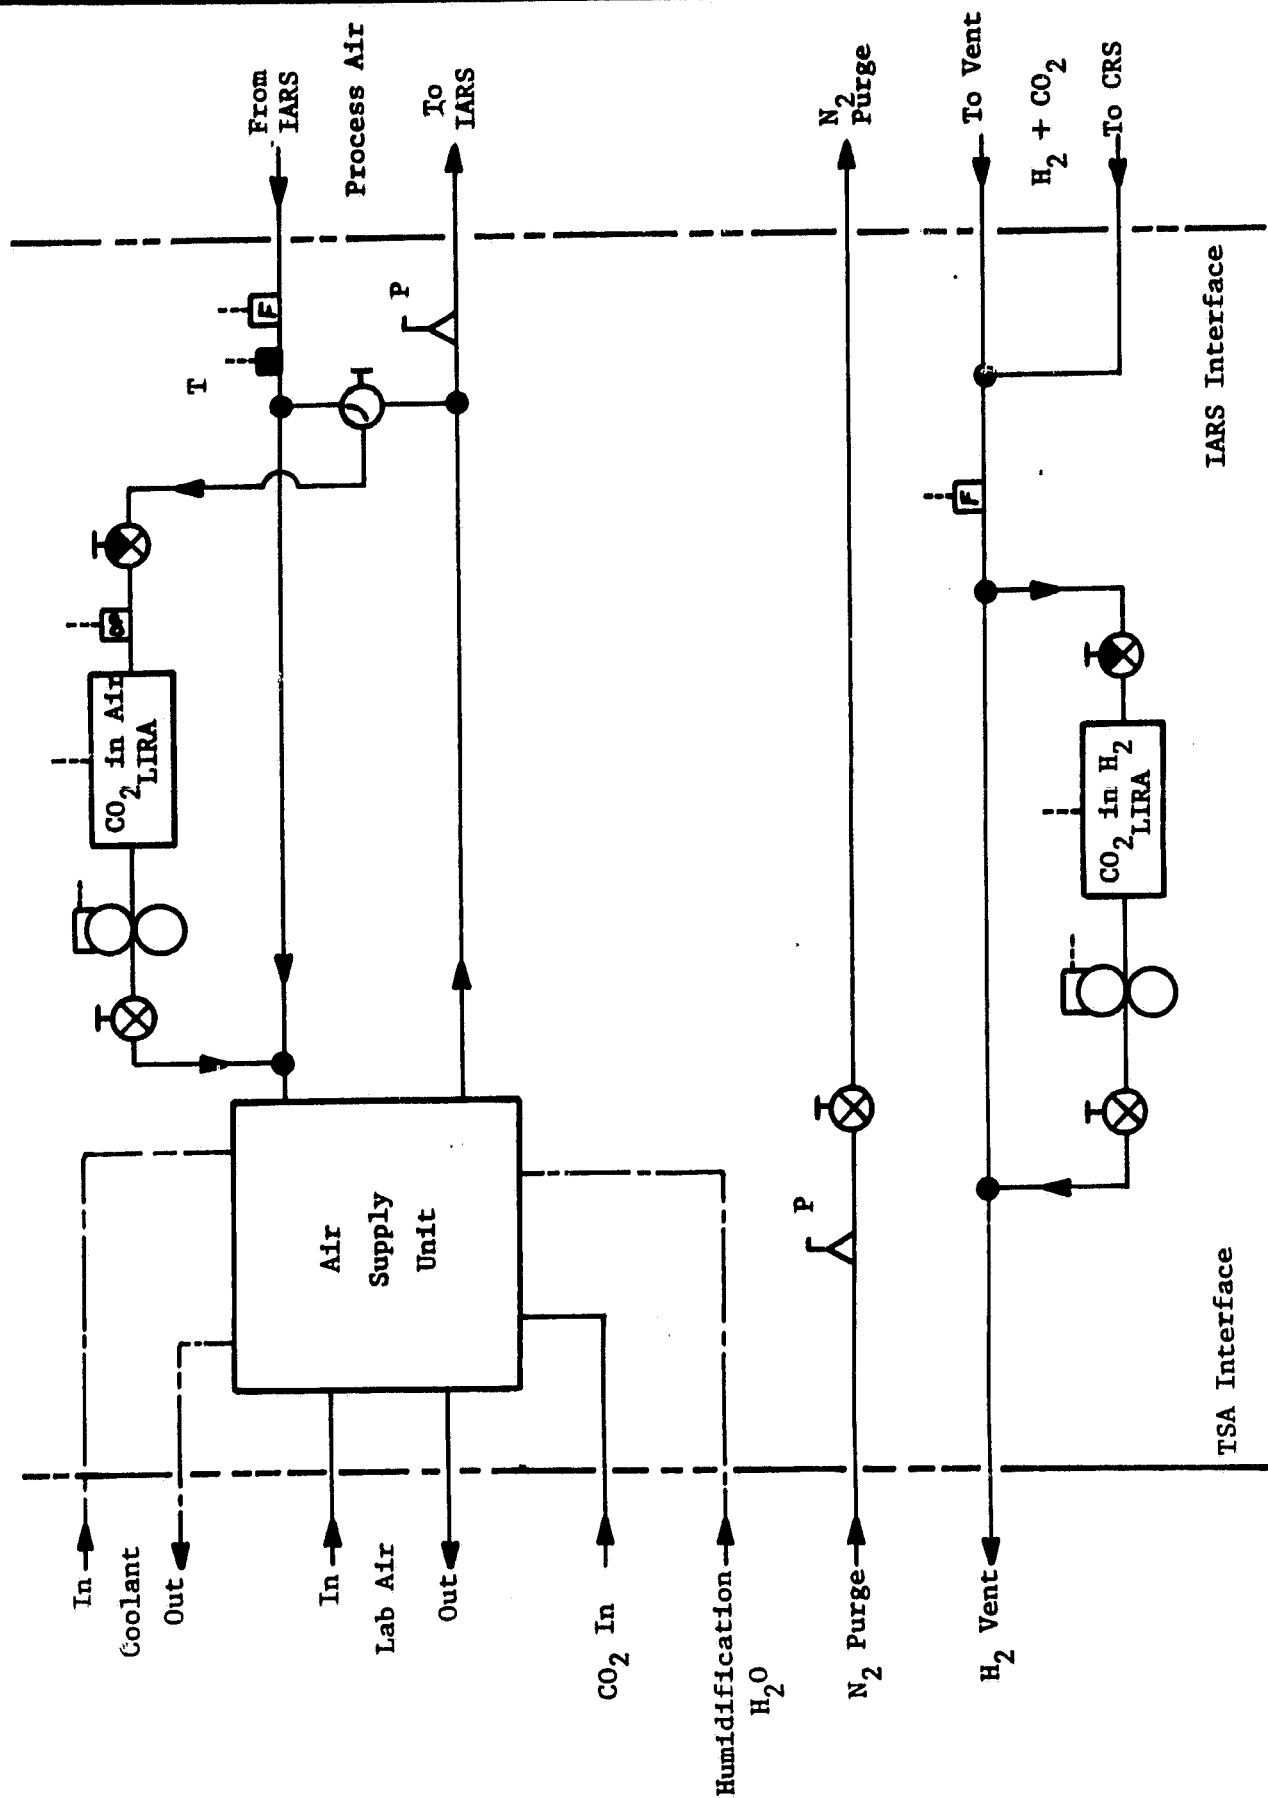 In
Coolant
Out
In
Lab Air
Out
CO2 In
Humidification
H2O
N2 Purge
H2 Vent
Air
Supply
Unit
CO2 in Air
LIRA
T
F
P
From
IARS
Process Air
To
IARS
P
N2
Purge
CO2 in H2
LIRA
F
To Vent
H2 + CO2
To CRS
TSA Interface
IARS Interface